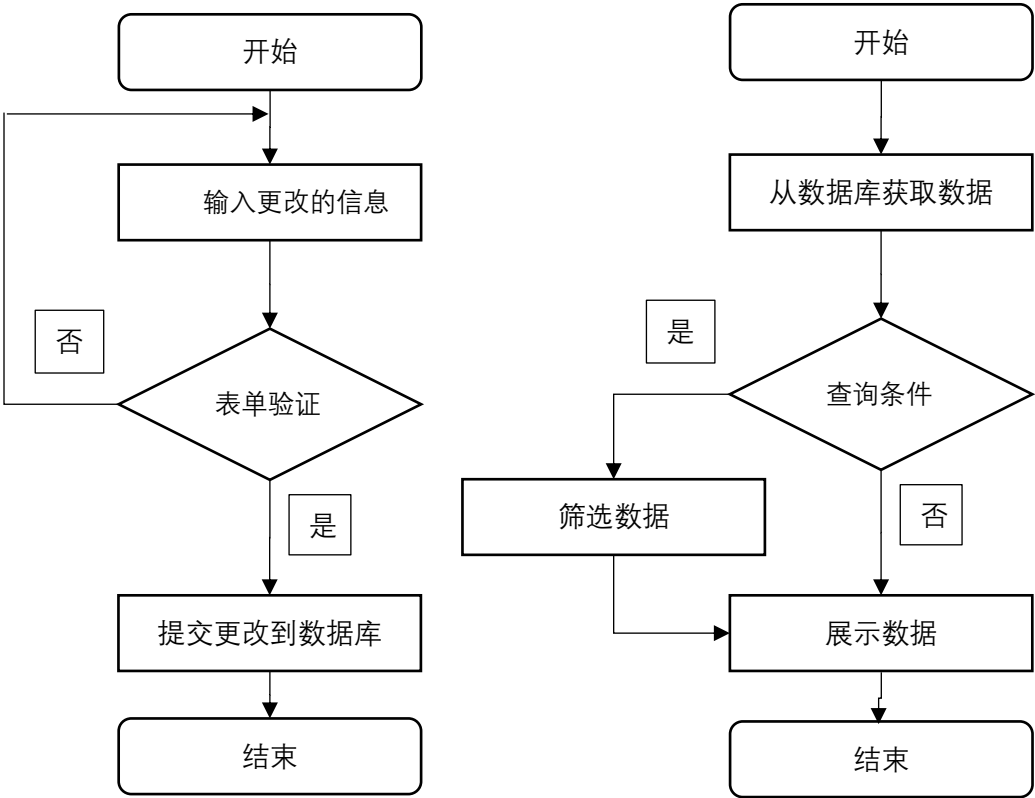 开始
输入更改的信息
否
表单验证
是
提交更改到数据库
结束
开始
从数据库获取数据
是
查询条件
筛选数据
否
展示数据
结束